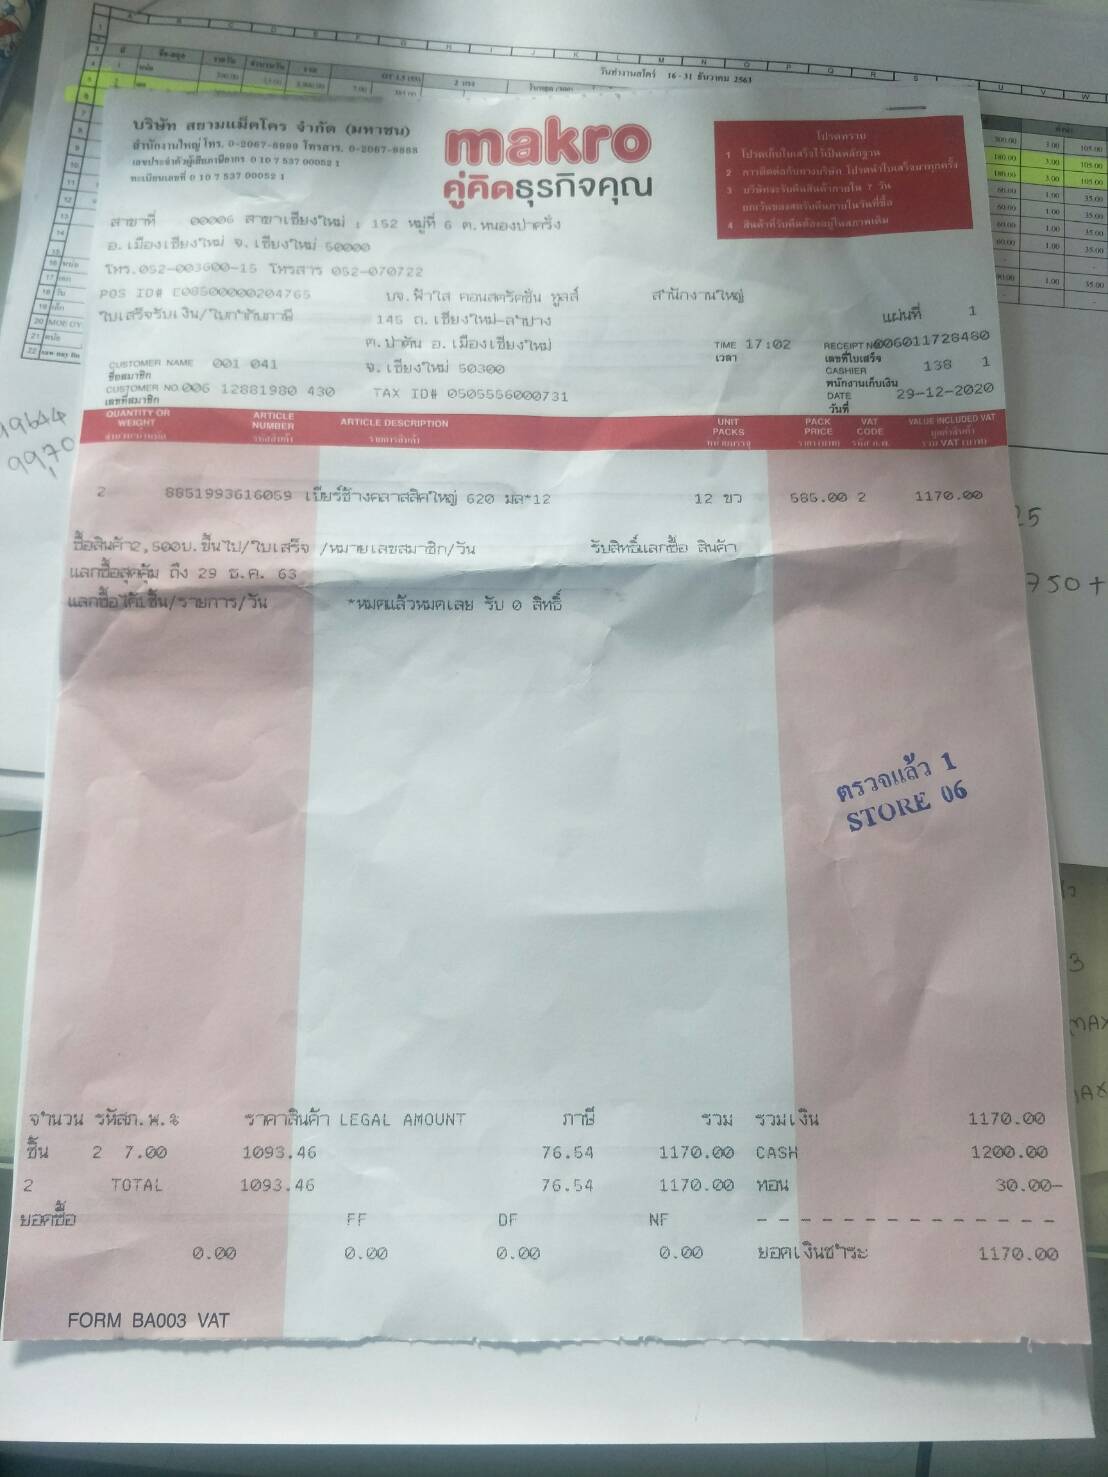 วันทำงานสโตร์ 16-31 ธันวาคม 2563
บริษัท สยามแม็คโคร จำกัด (มหาชน)
สำนักงานใหญ่ โทร. 0-2067-8999 โทรสาร. 0-2067-9888
เลขประจำตัวผู้เสียภาษีอากร 0 10 7 537 00052 1
ทะเบียนเลขที่ 0 10 7 537 00052 1
makro
คู่คิดธุรกิจคุณ
โปรดทราบ
1 โปรดเก็บใบเสร็จไว้เป็นหลักฐาน
2 การติดต่อกับทางบริษัท โปรดนำใบเสร็จมาทุกครั้ง
3 บริษัทจะรับคืนสินค้าภายใน 7 วัน
ยกเว้นของสดรับคืนภายในวันที่ซื้อ
4 สินค้าที่รับคืนต้องอยู่ในสภาพเดิม
สาขาที่ 00006 สาขาเชียงใหม่ : 152 หมู่ที่ 6 ต.หนองป่าครั่ง
อ.เมืองเชียงใหม่ จ.เชียงใหม่ 50000
โทร.052-003600-15 โทรสาร 052-070722
POS ID# E08500000204765 บจ.ฟ้าใส คอนสตรัคชั่น ทูลส์ สำนักงานใหญ่
ใบเสร็จรับเงิน/ใบกำกับภาษี 145 ถ.เชียงใหม่-ลำปาง แผ่นที่ 1
ต.ป่าตัน อ.เมืองเชียงใหม่ TIME 17:02 RECEIPT NO 006011728480
เวลา เลขที่ใบเสร็จ
CUSTOMER NAME 001 041 จ.เชียงใหม่ 50300 CASHIER 138 1
ชื่อสมาชิก พนักงานเก็บเงิน
CUSTOMER NO. 006 12881980 430 TAX ID# 0505556000731 DATE 29-12-2020
เลขที่สมาชิก วันที่
QUANTITY OR WEIGHT ARTICLE NUMBER ARTICLE DESCRIPTION UNIT PACKS PACK PRICE VAT CODE VALUE INCLUDED VAT
จำนวน/น้ำหนัก รหัสสินค้า รายการสินค้า หน่วยบรรจุ ราคา(บาท) รหัส ภ.พ. มูลค่าสินค้า รวม VAT (บาท)
2 8851993616059 เบียร์ช้างคลาสสิคใหญ่ 620 มล*12 12 ขว 585.00 2 1170.00
ซื้อสินค้า2,500บ.ขึ้นไป/ใบเสร็จ /หมายเลขสมาชิก/วัน รับสิทธิ์แลกซื้อ สินค้า
แลกซื้อสุดคุ้ม ถึง 29 ธ.ค. 63
แลกซื้อได้1ชิ้น/รายการ/วัน *หมดแล้วหมดเลย รับ 0 สิทธิ์
ตรวจแล้ว 1
STORE 06
จำนวน รหัสภ.พ.% ราคาสินค้า LEGAL AMOUNT ภาษี รวม รวมเงิน 1170.00
ชิ้น 2 7.00 1093.46 76.54 1170.00 CASH 1200.00
2 TOTAL 1093.46 76.54 1170.00 ทอน 30.00-
ยอดซื้อ FF DF NF ---------------
0.00 0.00 0.00 0.00 ยอดเงินชำระ 1170.00
FORM BA003 VAT